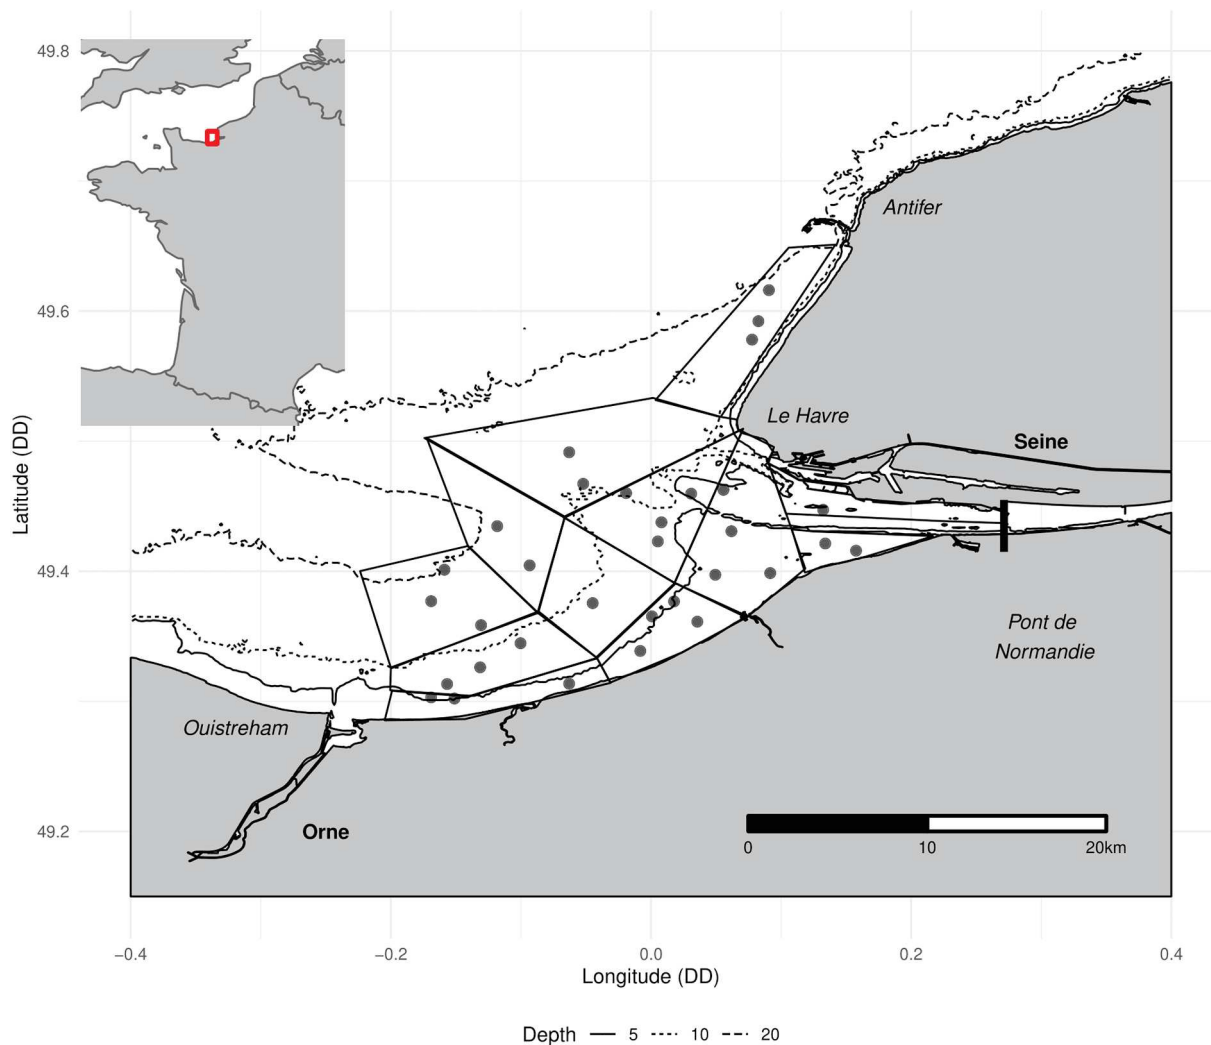 49.8
Antifer
49.6
Le Havre
Seine
Latitude (DD)
49.4
Pont de
Normandie
Ouistreham
Orne
49.2
0 10 20km
−0.4 −0.2 0.0 0.2 0.4
Longitude (DD)
Depth 5 10 20